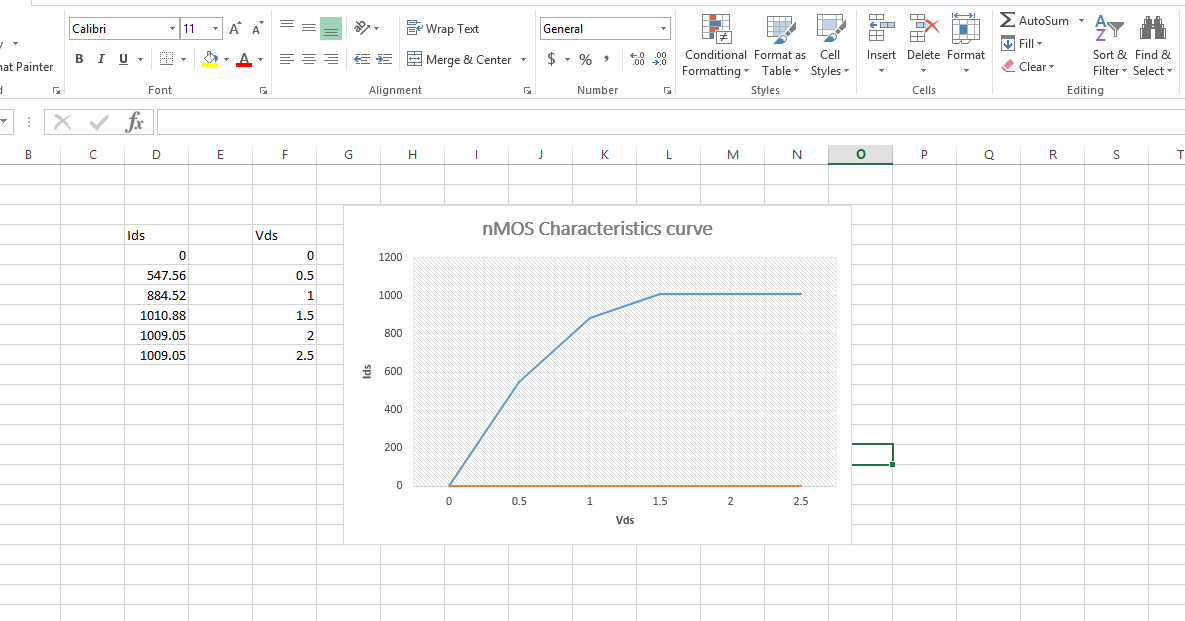 Calibri 11 A A Wrap Text General AutoSum
B I U A Merge & Center $ % , .00 .0 Conditional Format as Cell Insert Delete Format Fill Sort & Find &
Painter Formatting Table Styles Clear Filter Select
Font Alignment Number Styles Cells Editing
fx
B C D E F G H I J K L M N O P Q R S T
nMOS Characteristics curve
Ids Vds
0 0
547.56 0.5
884.52 1
1010.88 1.5
1009.05 2
1009.05 2.5
1200
1000
800
600
400
200
0
Ids
0 0.5 1 1.5 2 2.5
Vds